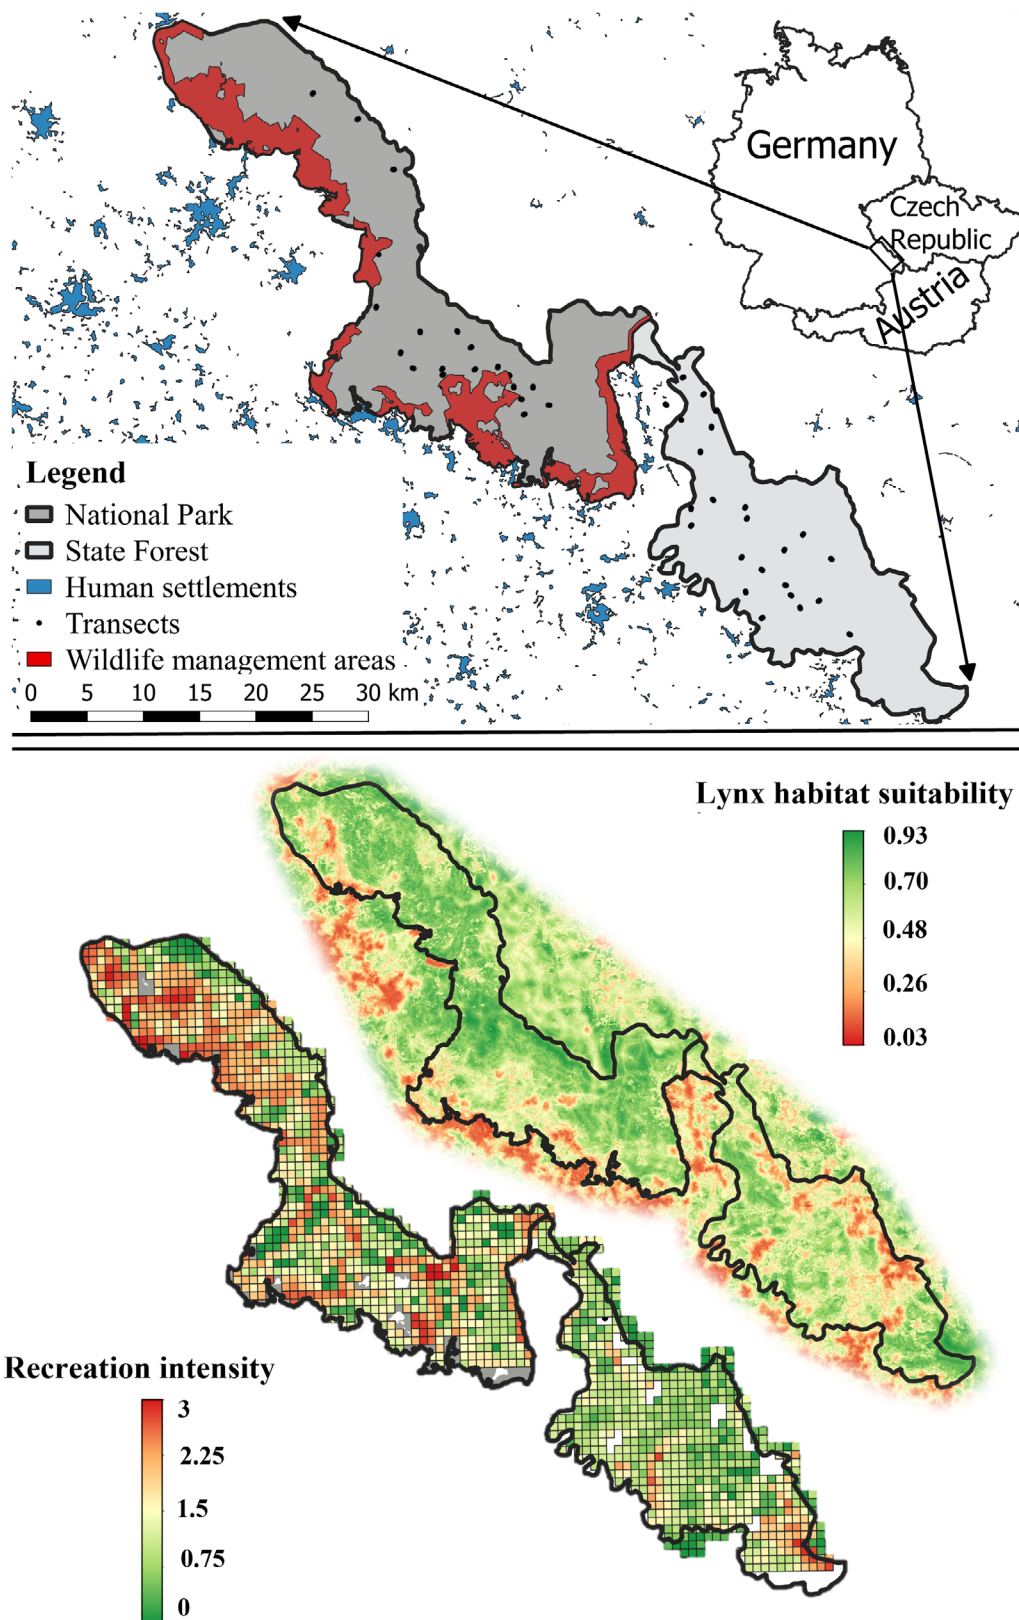 Germany
Czech
Republic
Austria
Legend
National Park
State Forest
Human settlements
Transects
Wildlife management areas
0 5 10 15 20 25 30 km
Lynx habitat suitability
0.93
0.70
0.48
0.26
0.03
Recreation intensity
3
2.25
1.5
0.75
0